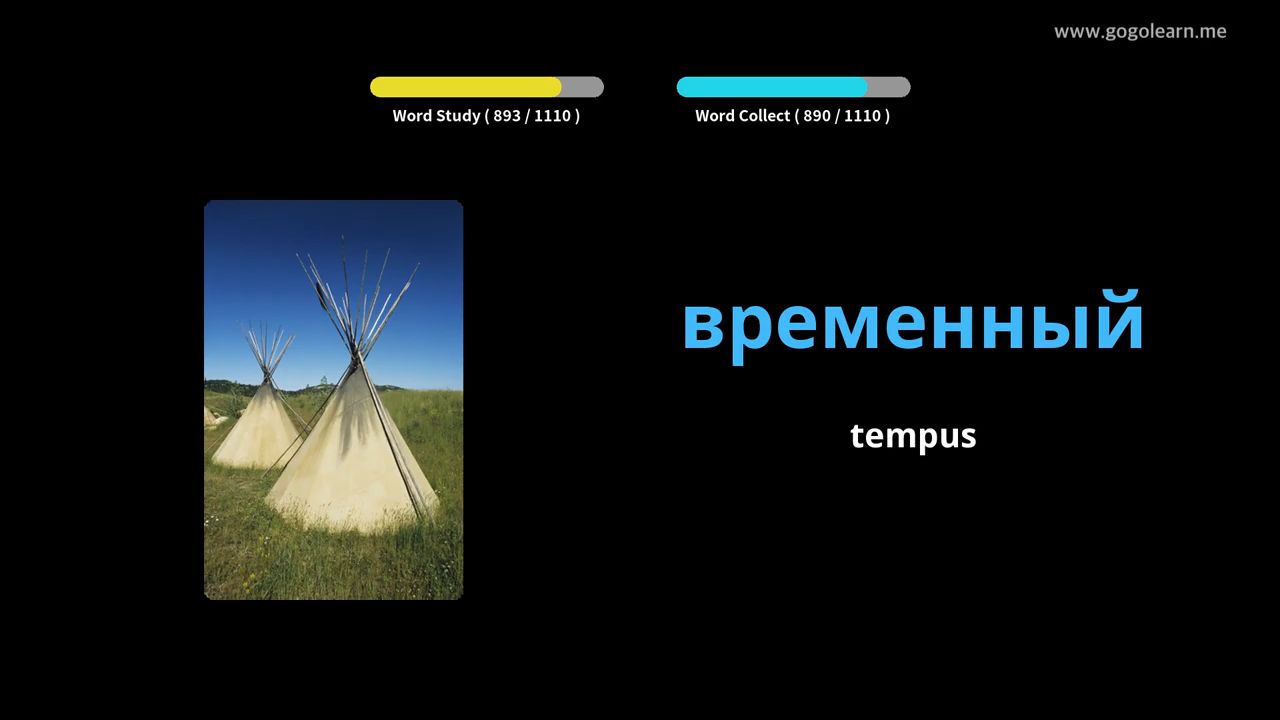 www.gogolearn.me
Word Study ( 893 / 1110 )
Word Collect ( 890 / 1110 )
временный
tempus